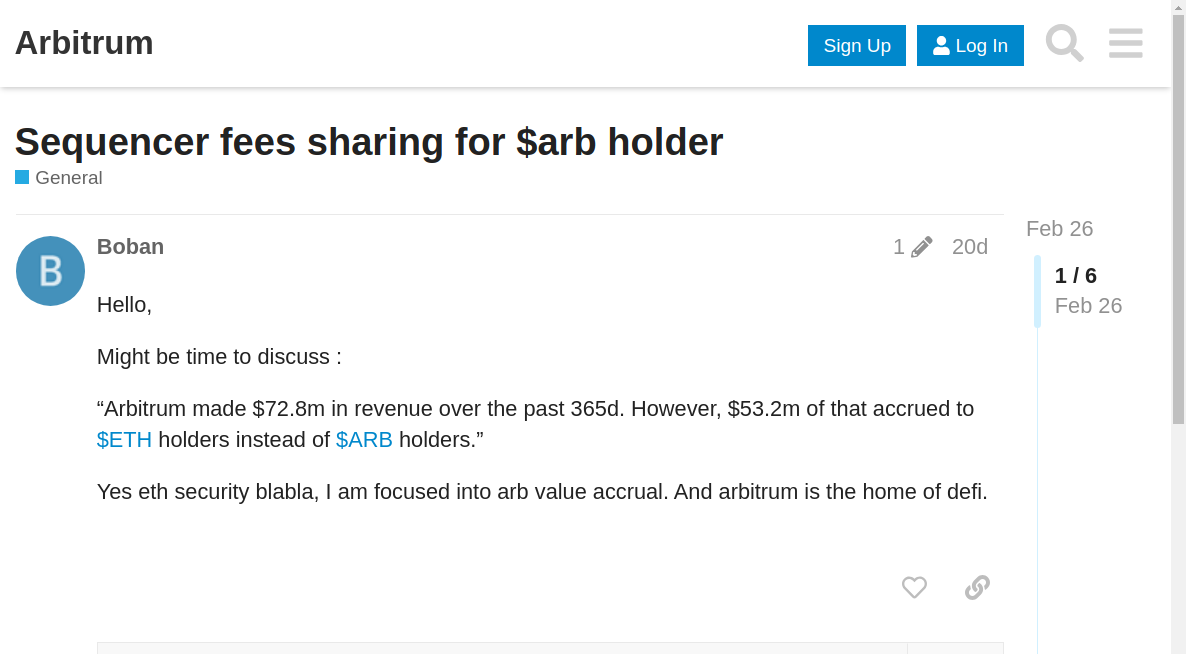 Arbitrum
Sign Up
Log In
Sequencer fees sharing for $arb holder
General
Feb 26
B
Boban
1
20d
1 / 6
Feb 26
Hello,
Might be time to discuss :
“Arbitrum made $72.8m in revenue over the past 365d. However, $53.2m of that accrued to
$ETH holders instead of $ARB holders.”
Yes eth security blabla, I am focused into arb value accrual. And arbitrum is the home of defi.